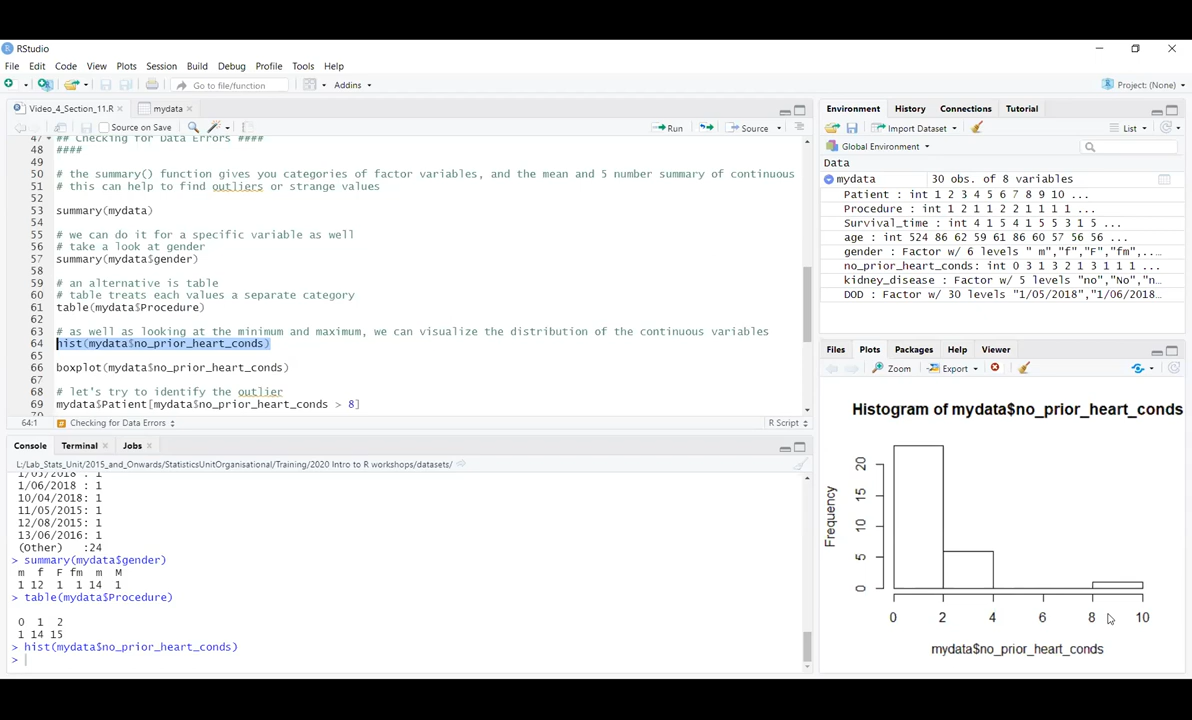 RStudio
File Edit Code View Plots Session Build Debug Profile Tools Help
Go to file/function Addins Project: (None)
Video_4_Section_11.R mydata
Source on Save Run Source
47 ## Checking for Data Errors ####
48 ####
49
50 # the summary() function gives you categories of factor variables, and the mean and 5 number summary of continuous
51 # this can help to find outliers or strange values
52
53 summary(mydata)
54
55 # we can do it for a specific variable as well
56 # take a look at gender
57 summary(mydata$gender)
58
59 # an alternative is table
60 # table treats each values a separate category
61 table(mydata$Procedure)
62
63 # as well as looking at the minimum and maximum, we can visualize the distribution of the continuous variables
64 hist(mydata$no_prior_heart_conds)
65
66 boxplot(mydata$no_prior_heart_conds)
67
68 # let's try to identify the outlier
69 mydata$Patient[mydata$no_prior_heart_conds > 8]
70
64:1 Checking for Data Errors R Script
Console Terminal Jobs
L:/Lab_Stats_Unit/2015_and_Onwards/StatisticsUnitOrganisational/Training/2020 Intro to R workshops/datasets/
1/05/2018 : 1
1/06/2018 : 1
10/04/2018: 1
11/05/2015: 1
12/08/2015: 1
13/06/2016: 1
(Other) :24
> summary(mydata$gender)
m f F fm m M
1 12 1 1 14 1
> table(mydata$Procedure)
0 1 2
1 14 15
> hist(mydata$no_prior_heart_conds)
>
Environment History Connections Tutorial
Import Dataset List
Global Environment
Data
mydata 30 obs. of 8 variables
Patient : int 1 2 3 4 5 6 7 8 9 10 ...
Procedure : int 1 2 1 1 2 2 1 1 1 1 ...
Survival_time : int 4 1 5 4 1 5 5 3 1 5 ...
age : int 524 86 62 59 61 86 60 57 56 56 ...
gender : Factor w/ 6 levels " m","f","F","fm",..
no_prior_heart_conds: int 0 3 1 3 2 1 3 1 1 1 ...
kidney_disease : Factor w/ 5 levels "no","No","n…
DOD : Factor w/ 30 levels "1/05/2018","1/06/2018…
Files Plots Packages Help Viewer
Zoom Export
Histogram of mydata$no_prior_heart_conds
Frequency
20
15
10
5
0
0 2 4 6 8 10
mydata$no_prior_heart_conds